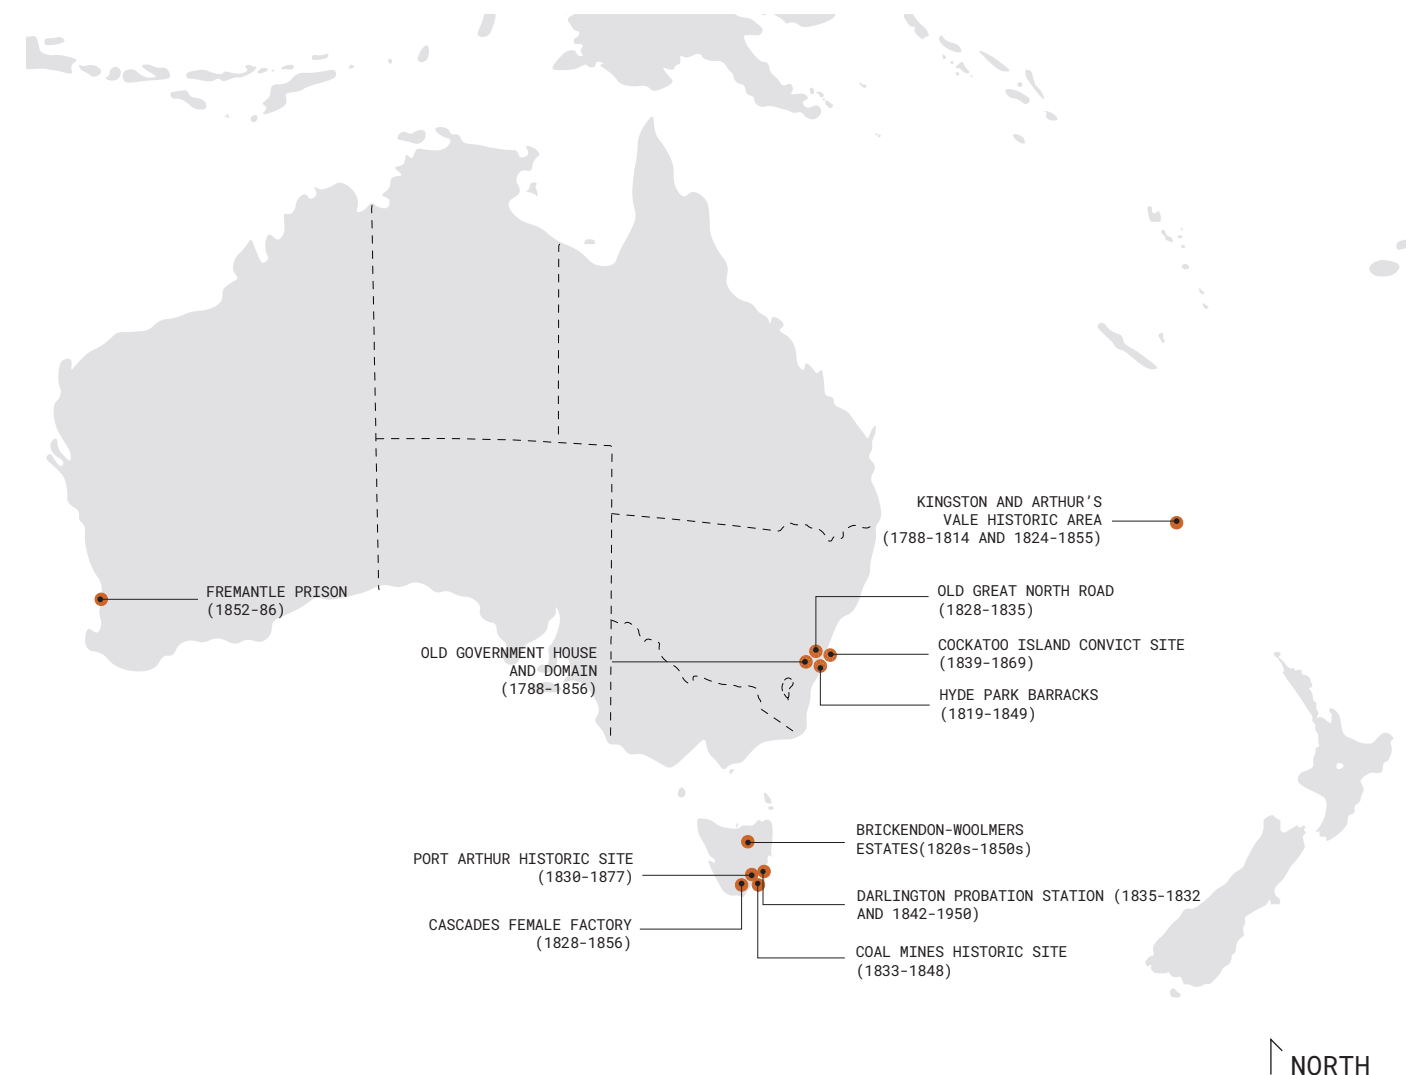 KINGSTON AND ARTHUR'S
VALE HISTORIC AREA
(1788-1814 AND 1824-1855)
FREMANTLE PRISON
(1852-86)
OLD GREAT NORTH ROAD
(1828-1835)
OLD GOVERNMENT HOUSE
AND DOMAIN
(1788-1856)
COCKATOO ISLAND CONVICT SITE
(1839-1869)
HYDE PARK BARRACKS
(1819-1849)
BRICKENDON-WOOLMERS
ESTATES(1820s-1850s)
PORT ARTHUR HISTORIC SITE
(1830-1877)
DARLINGTON PROBATION STATION (1835-1832
AND 1842-1950)
CASCADES FEMALE FACTORY
(1828-1856)
COAL MINES HISTORIC SITE
(1833-1848)
NORTH